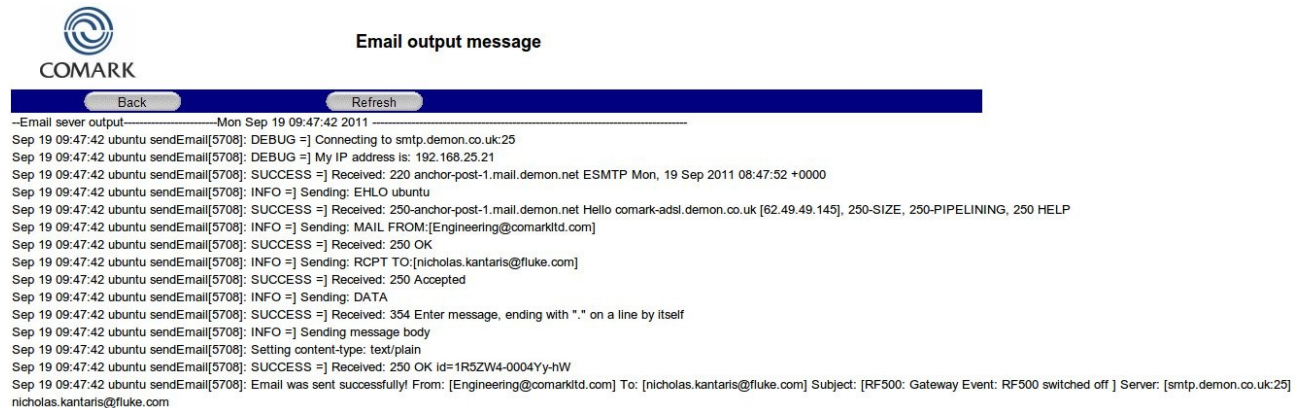 COMARK
Email output message
Back
Refresh
--Email sever output------------------------Mon Sep 19 09:47:42 2011 --------------------------------------------------------------------------------
Sep 19 09:47:42 ubuntu sendEmail[5708]: DEBUG =] Connecting to smtp.demon.co.uk:25
Sep 19 09:47:42 ubuntu sendEmail[5708]: DEBUG =] My IP address is: 192.168.25.21
Sep 19 09:47:42 ubuntu sendEmail[5708]: SUCCESS =] Received: 220 anchor-post-1.mail.demon.net ESMTP Mon, 19 Sep 2011 08:47:52 +0000
Sep 19 09:47:42 ubuntu sendEmail[5708]: INFO =] Sending: EHLO ubuntu
Sep 19 09:47:42 ubuntu sendEmail[5708]: SUCCESS =] Received: 250-anchor-post-1.mail.demon.net Hello comark-adsl.demon.co.uk [62.49.49.145], 250-SIZE, 250-PIPELINING, 250 HELP
Sep 19 09:47:42 ubuntu sendEmail[5708]: INFO =] Sending: MAIL FROM:[Engineering@comarkltd.com]
Sep 19 09:47:42 ubuntu sendEmail[5708]: SUCCESS =] Received: 250 OK
Sep 19 09:47:42 ubuntu sendEmail[5708]: INFO =] Sending: RCPT TO:[nicholas.kantaris@fluke.com]
Sep 19 09:47:42 ubuntu sendEmail[5708]: SUCCESS =] Received: 250 Accepted
Sep 19 09:47:42 ubuntu sendEmail[5708]: INFO =] Sending: DATA
Sep 19 09:47:42 ubuntu sendEmail[5708]: SUCCESS =] Received: 354 Enter message, ending with "." on a line by itself
Sep 19 09:47:42 ubuntu sendEmail[5708]: INFO =] Sending message body
Sep 19 09:47:42 ubuntu sendEmail[5708]: Setting content-type: text/plain
Sep 19 09:47:42 ubuntu sendEmail[5708]: SUCCESS =] Received: 250 OK id=1R5ZW4-0004Yy-hW
Sep 19 09:47:42 ubuntu sendEmail[5708]: Email was sent successfully! From: [Engineering@comarkltd.com] To: [nicholas.kantaris@fluke.com] Subject: [RF500: Gateway Event: RF500 switched off ] Server: [smtp.demon.co.uk:25]
nicholas.kantaris@fluke.com